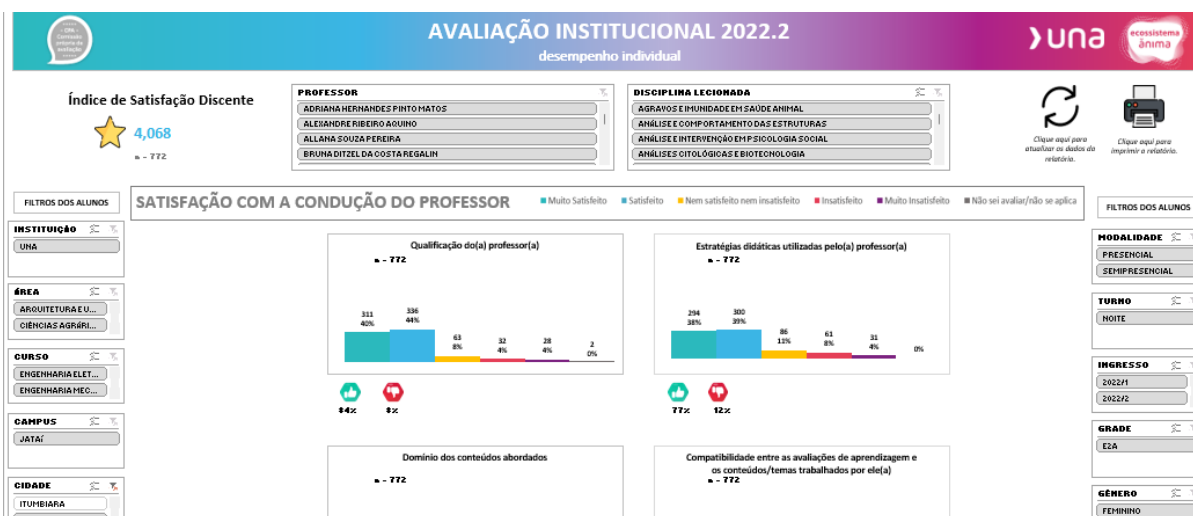 - CPA -
Comissão
própria de
avaliação
AVALIAÇÃO INSTITUCIONAL 2022.2
desempenho individual
una
ecossistema
ânima
Índice de Satisfação Discente
4,068
n - 772
PROFESSOR
ADRIANA HERNANDES PINTO MATOS
ALEXANDRE RIBEIRO AQUINO
ALLANA SOUZA PEREIRA
BRUNA DITZEL DA COSTA REGALIN
DISCIPLINA LECIONADA
AGRAVOS E IMUNIDADE EM SAÚDE ANIMAL
ANÁLISE E COMPORTAMENTO DAS ESTRUTURAS
ANÁLISE E INTERVENÇÃO EM PSICOLOGIA SOCIAL
ANÁLISES CITOLÓGICAS E BIOTECNOLOGIA
Clique aqui para
atualizar os dados do
relatório.
Clique aqui para
imprimir o relatório.
FILTROS DOS ALUNOS
SATISFAÇÃO COM A CONDUÇÃO DO PROFESSOR
Muito Satisfeito Satisfeito Nem satisfeito nem insatisfeito Insatisfeito Muito Insatisfeito Não sei avaliar/não se aplica
FILTROS DOS ALUNOS
INSTITUIÇÃO
UNA
ÁREA
ARQUITETURA E U...
CIÊNCIAS AGRÁRI...
CURSO
ENGENHARIA ELET...
ENGENHARIA MEC...
CAMPUS
JATAÍ
CIDADE
ITUMBIARA
Qualificação do(a) professor(a)
n - 772
311
40%
336
44%
63
8%
32
4%
28
4%
2
0%
84%
8%
Estratégias didáticas utilizadas pelo(a) professor(a)
n - 772
294
38%
300
39%
86
11%
61
8%
31
4%
0%
77%
12%
Domínio dos conteúdos abordados
n - 772
Compatibilidade entre as avaliações de aprendizagem e
os conteúdos/temas trabalhados por ele(a)
n - 772
MODALIDADE
PRESENCIAL
SEMIPRESENCIAL
TURNO
NOITE
INGRESSO
2022/1
2022/2
GRADE
E2A
GÊNERO
FEMININO